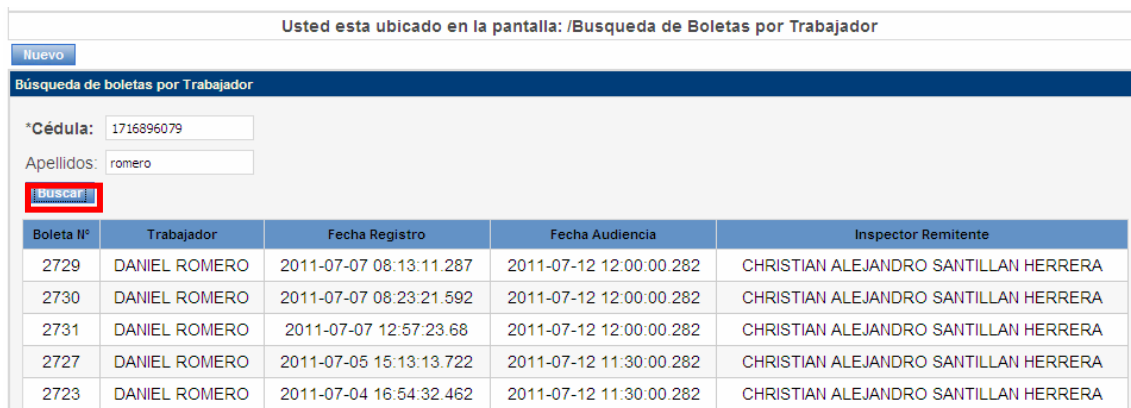 Usted esta ubicado en la pantalla: /Busqueda de Boletas por Trabajador
Nuevo
Búsqueda de boletas por Trabajador
*Cédula: 1716896079
Apellidos: romero
Buscar
Boleta Nº Trabajador Fecha Registro Fecha Audiencia Inspector Remitente
2729 DANIEL ROMERO 2011-07-07 08:13:11.287 2011-07-12 12:00:00.282 CHRISTIAN ALEJANDRO SANTILLAN HERRERA
2730 DANIEL ROMERO 2011-07-07 08:23:21.592 2011-07-12 12:00:00.282 CHRISTIAN ALEJANDRO SANTILLAN HERRERA
2731 DANIEL ROMERO 2011-07-07 12:57:23.68 2011-07-12 12:00:00.282 CHRISTIAN ALEJANDRO SANTILLAN HERRERA
2727 DANIEL ROMERO 2011-07-05 15:13:13.722 2011-07-12 11:30:00.282 CHRISTIAN ALEJANDRO SANTILLAN HERRERA
2723 DANIEL ROMERO 2011-07-04 16:54:32.462 2011-07-12 11:30:00.282 CHRISTIAN ALEJANDRO SANTILLAN HERRERA